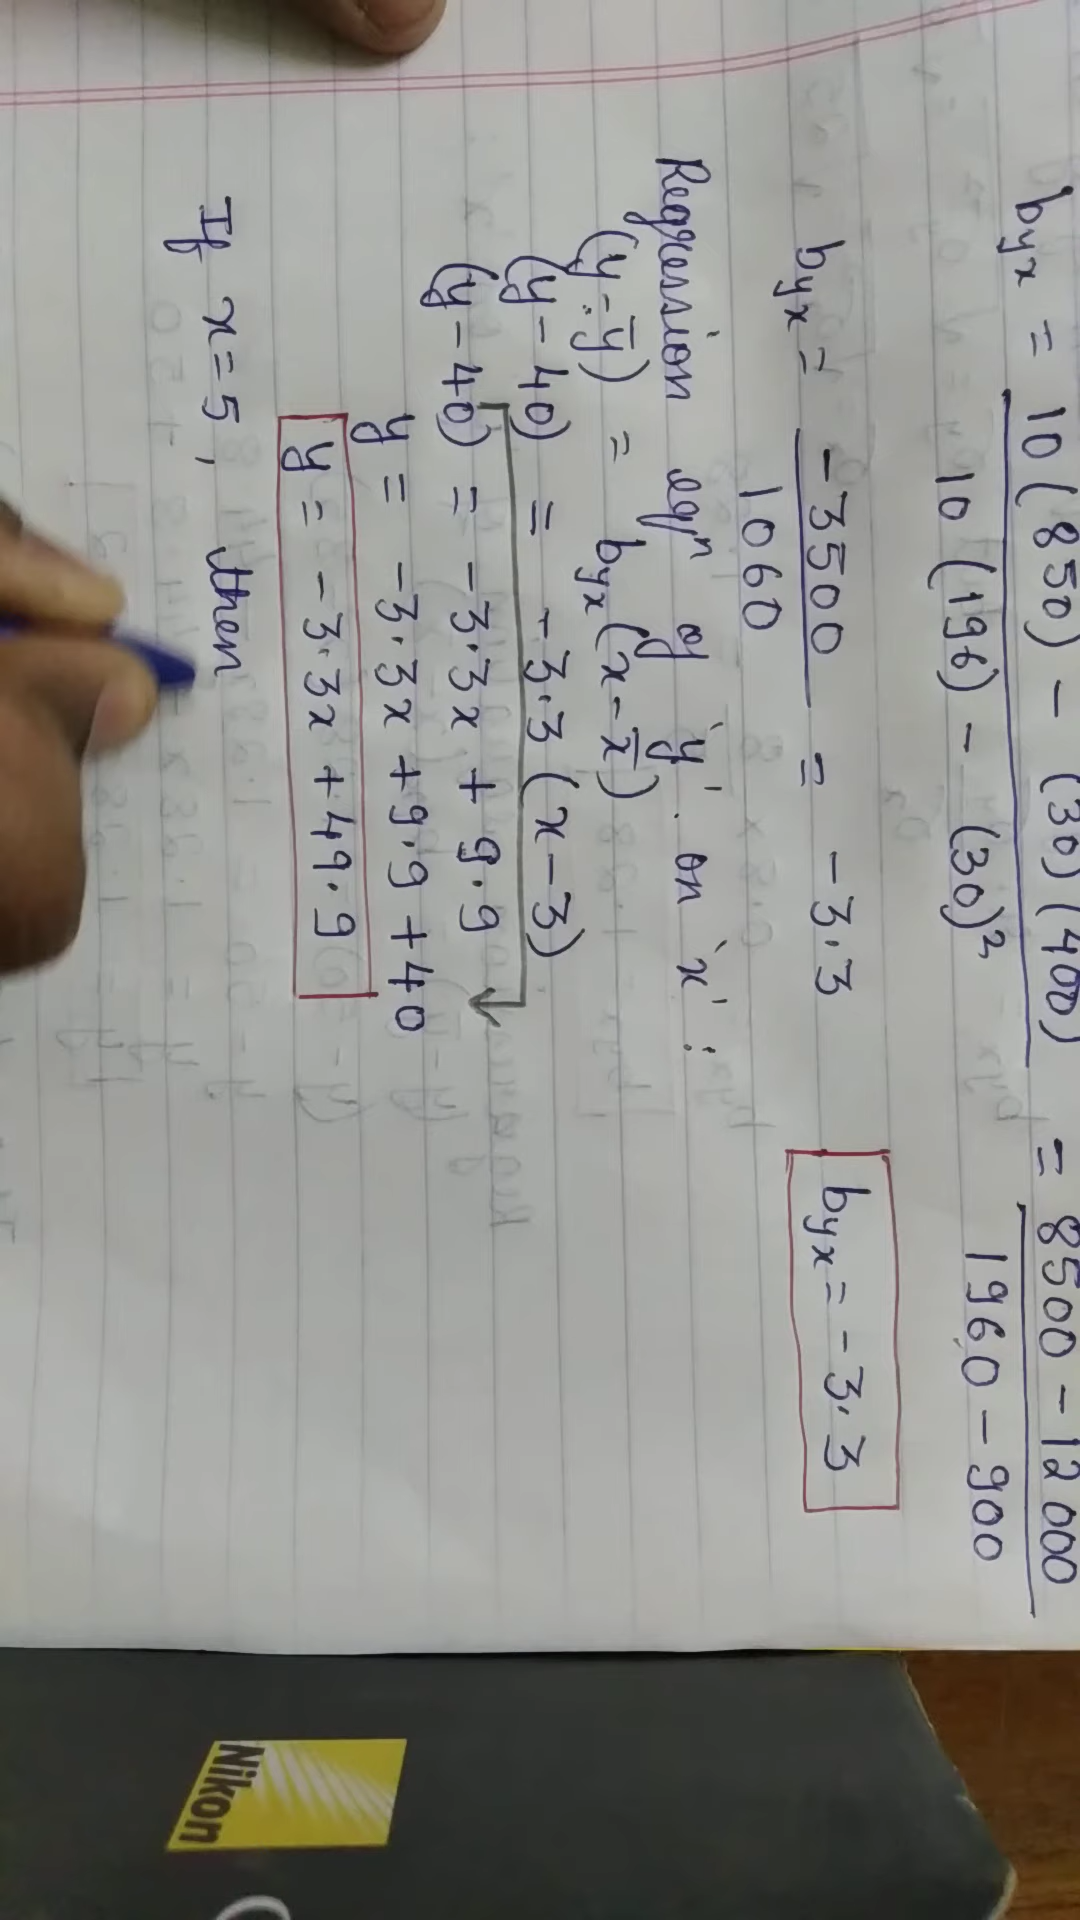 byx = 10(850) - (30)(400) / 10(196) - (30)² = 8500 - 12000 / 1960 - 900
byx = -3500 / 1060 = -3.3
byx = -3.3
Regression eqⁿ of 'y' on 'x' :
(y - ȳ) = byx (x - x̄)
(y - 40) = -3.3 (x - 3)
(y - 40) = -3.3x + 9.9
y = -3.3x + 9.9 + 40
y = -3.3x + 49.9
If x = 5, then
Nikon